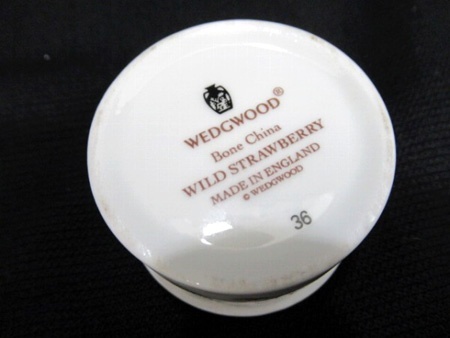 WEDGWOOD®
Bone China
WILD STRAWBERRY
MADE IN ENGLAND
© WEDGWOOD
36